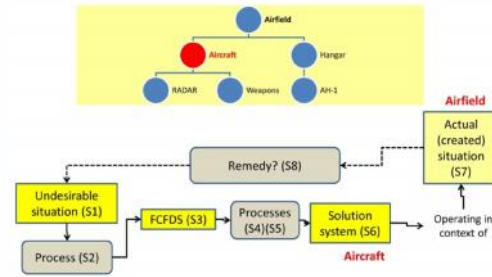 Airfield
Aircraft
Hangar
RADAR
Weapons
AH-1
Airfield
Actual
(created)
situation
(S7)
Remedy? (S8)
Undesirable
situation (S1)
FCFDS (S3)
Processes
(S4)(S5)
Solution
system (S6)
Operating in
context of
Process (S2)
Aircraft